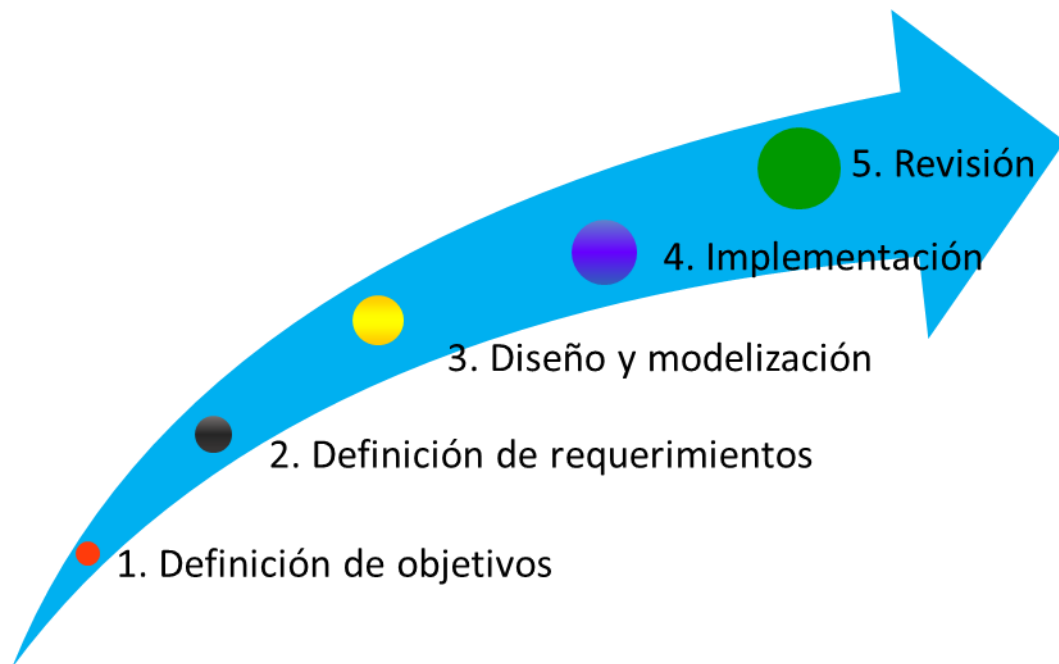 5. Revisión
4. Implementación
3. Diseño y modelización
2. Definición de requerimientos
1. Definición de objetivos